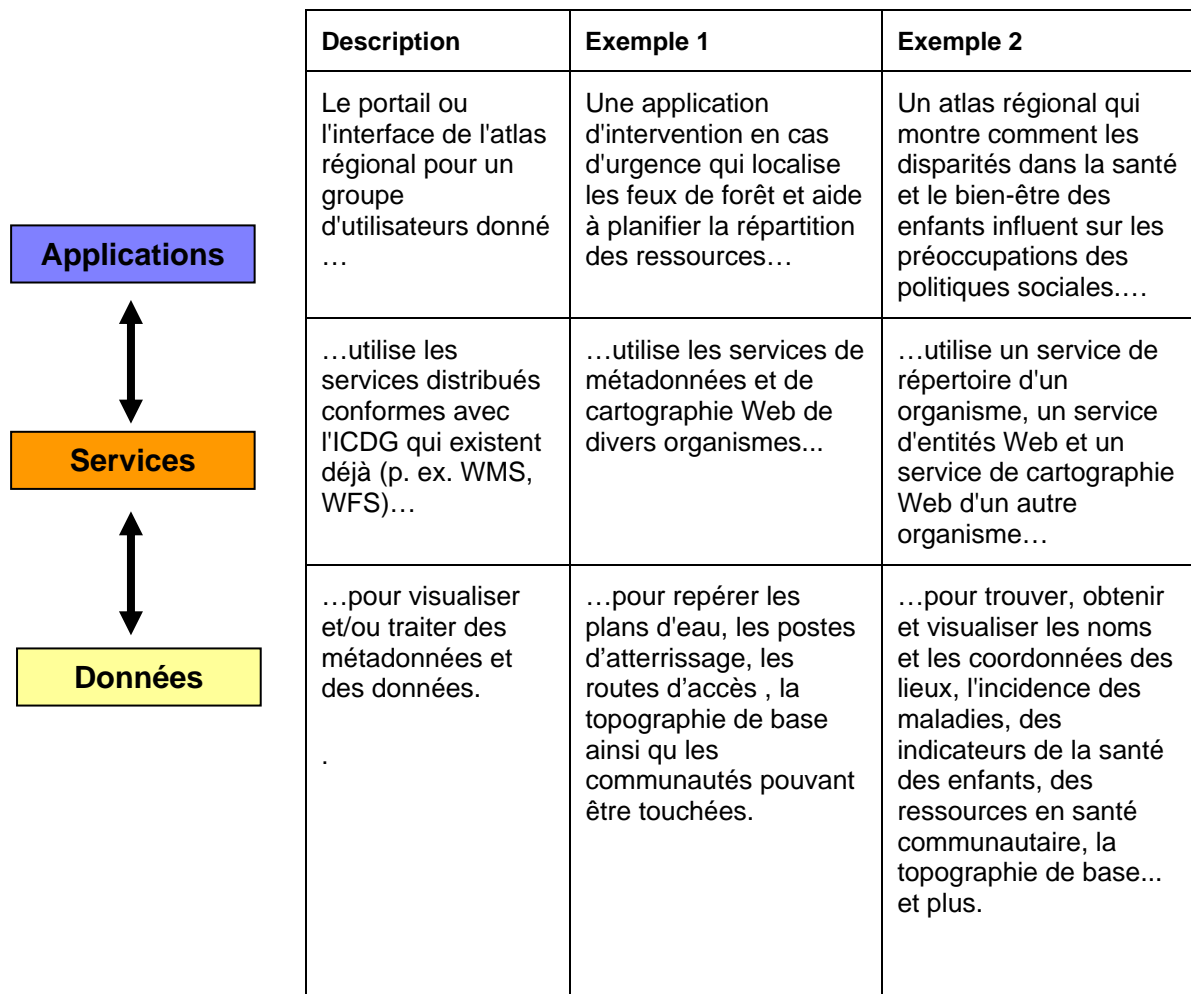 Description
Exemple 1
Exemple 2
Applications
Le portail ou
l'interface de l'atlas
régional pour un
groupe
d'utilisateurs donné
…
Une application
d'intervention en cas
d'urgence qui localise
les feux de forêt et aide
à planifier la répartition
des ressources…
Un atlas régional qui
montre comment les
disparités dans la santé
et le bien-être des
enfants influent sur les
préoccupations des
politiques sociales.…
Services
…utilise les
services distribués
conformes avec
l'ICDG qui existent
déjà (p. ex. WMS,
WFS)…
…utilise les services de
métadonnées et de
cartographie Web de
divers organismes...
…utilise un service de
répertoire d'un
organisme, un service
d'entités Web et un
service de cartographie
Web d'un autre
organisme…
Données
…pour visualiser
et/ou traiter des
métadonnées et
des données.
.
…pour repérer les
plans d'eau, les postes
d’atterrissage, les
routes d’accès , la
topographie de base
ainsi qu les
communautés pouvant
être touchées.
…pour trouver, obtenir
et visualiser les noms
et les coordonnées des
lieux, l'incidence des
maladies, des
indicateurs de la santé
des enfants, des
ressources en santé
communautaire, la
topographie de base...
et plus.